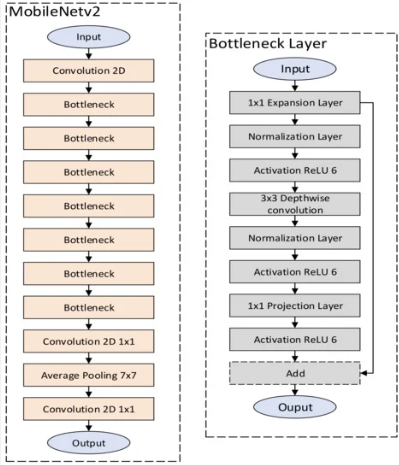 MobileNetv2
Input
Convolution 2D
Bottleneck
Bottleneck
Bottleneck
Bottleneck
Bottleneck
Bottleneck
Bottleneck
Convolution 2D 1x1
Average Pooling 7x7
Convolution 2D 1x1
Output
Bottleneck Layer
Input
1x1 Expansion Layer
Normalization Layer
Activation ReLU 6
3x3 Depthwise
convolution
Normalization Layer
Activation ReLU 6
1x1 Projection Layer
Activation ReLU 6
Add
Ouput